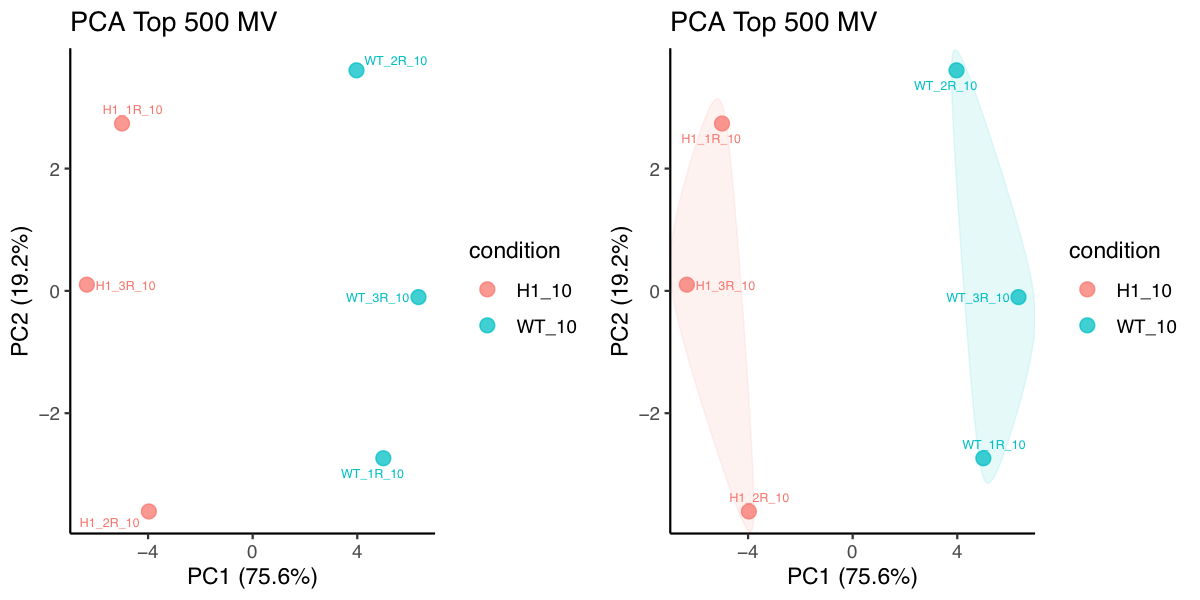 PCA Top 500 MV
WT_2R_10
H1_1R_10
2
condition
H1_3R_10
0
WT_3R_10
H1_10
WT_10
PC2 (19.2%)
−2
WT_1R_10
H1_2R_10
−4
0
4
PC1 (75.6%)
PCA Top 500 MV
WT_2R_10
H1_1R_10
2
condition
H1_3R_10
0
WT_3R_10
H1_10
WT_10
PC2 (19.2%)
−2
WT_1R_10
H1_2R_10
−4
0
4
PC1 (75.6%)